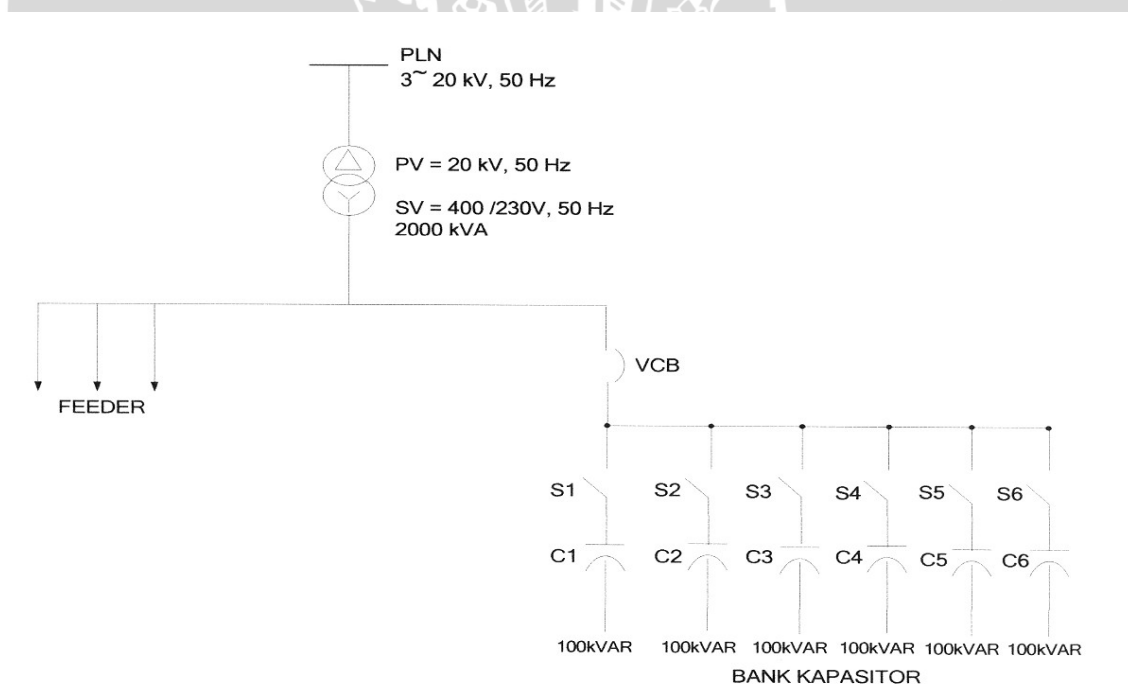 PLN
3~ 20 kV, 50 Hz
PV = 20 kV, 50 Hz
SV = 400 /230V, 50 Hz
2000 kVA
VCB
FEEDER
S1 S2 S3 S4 S5 S6
C1 C2 C3 C4 C5 C6
100kVAR 100kVAR 100kVAR 100kVAR 100kVAR 100kVAR
BANK KAPASITOR